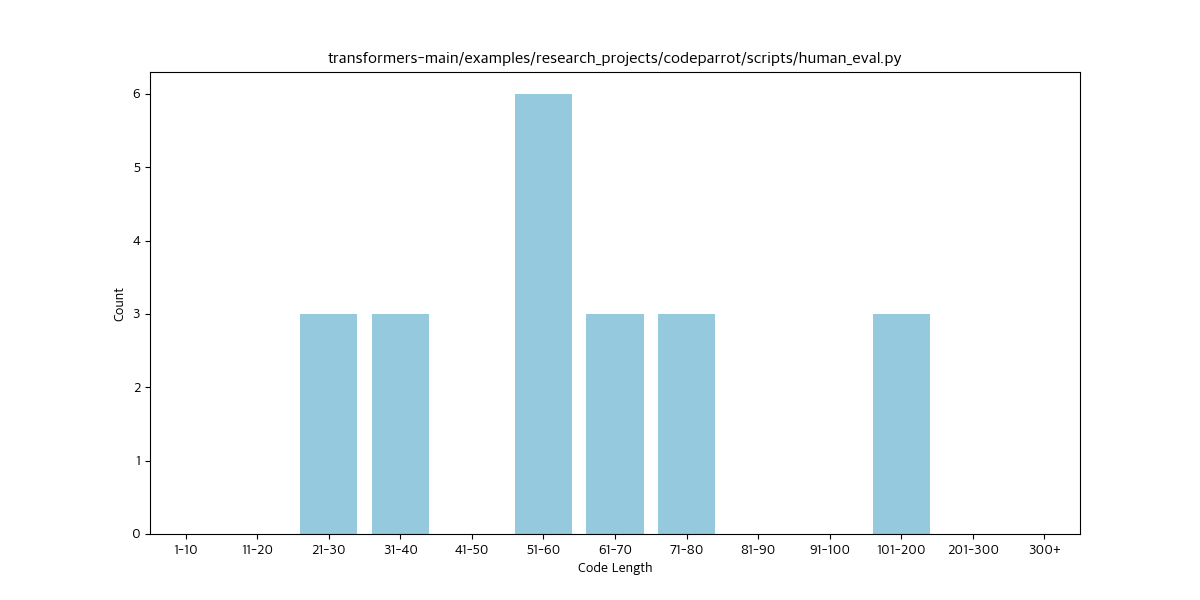 transformers-main/examples/research_projects/codeparrot/scripts/human_eval.py
6
5
4
3
2
1
0
Count
1-10 11-20 21-30 31-40 41-50 51-60 61-70 71-80 81-90 91-100 101-200 201-300 300+
Code Length